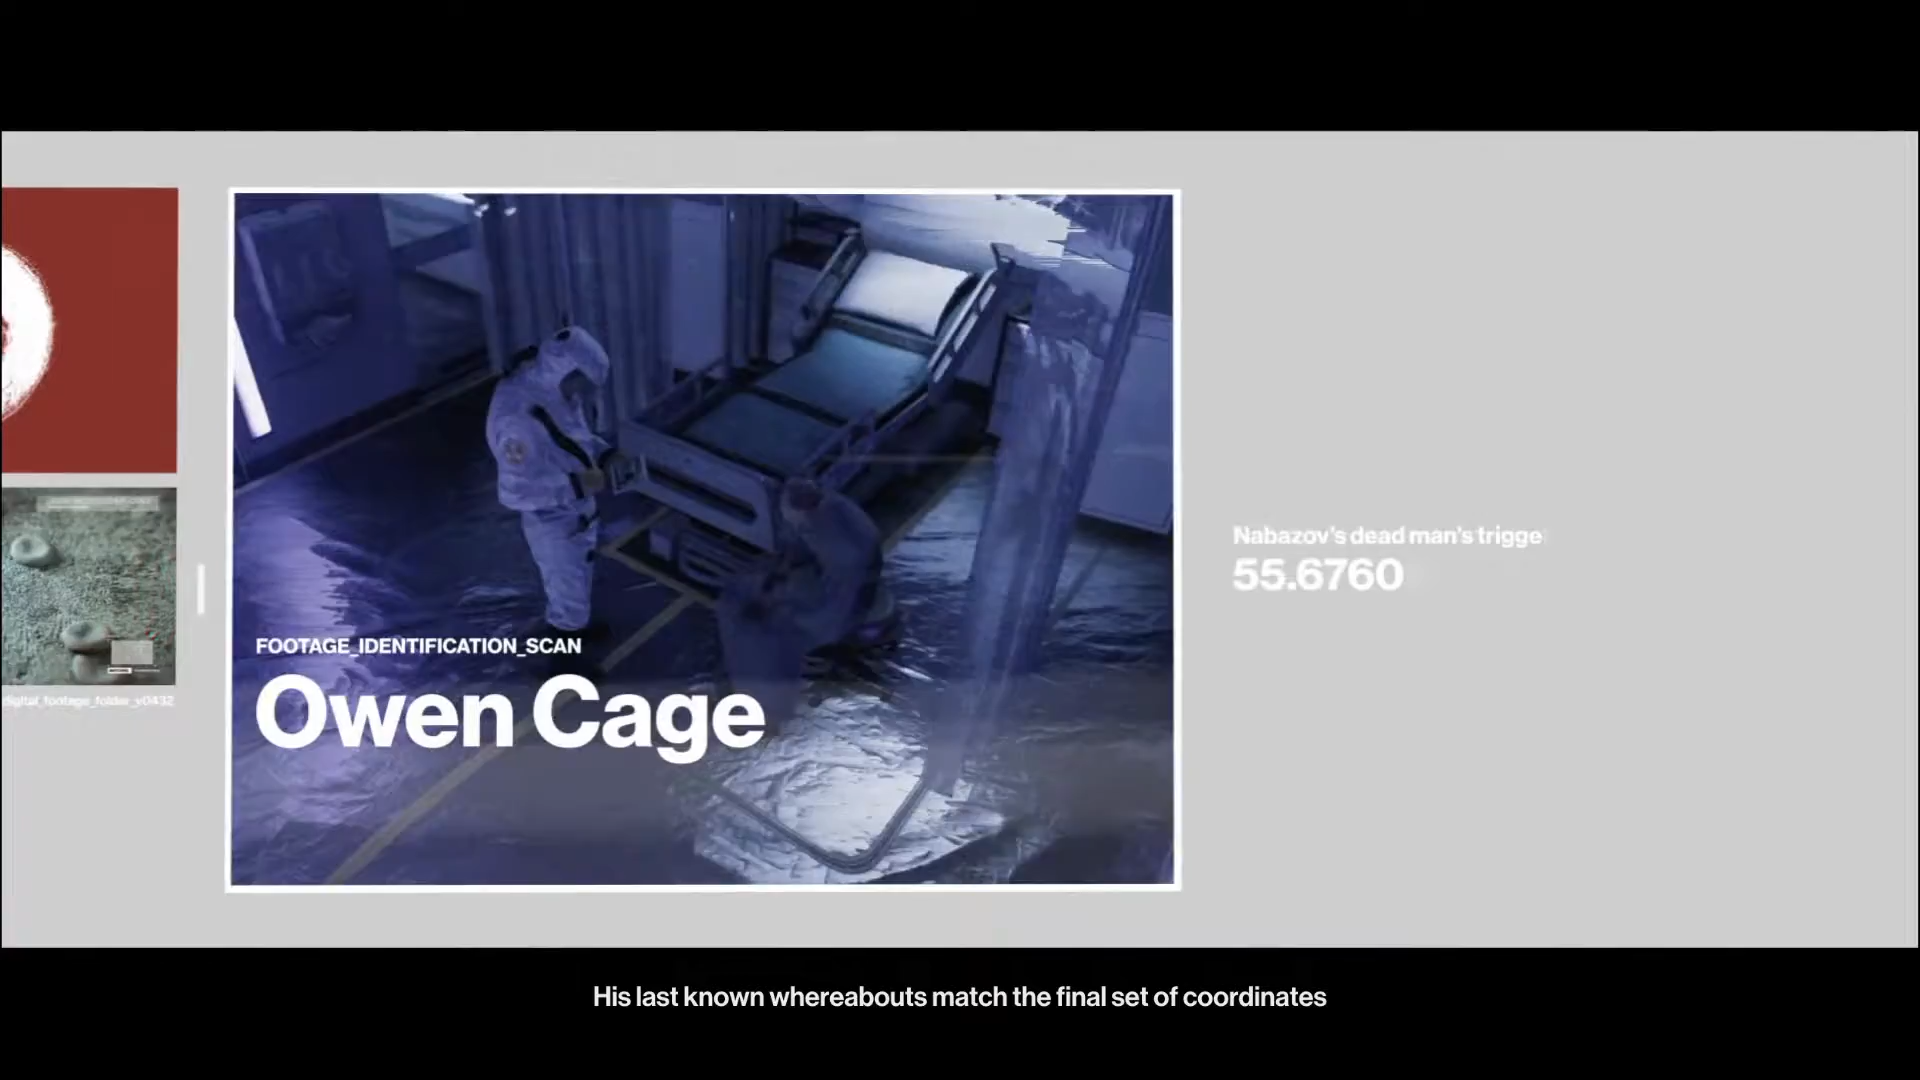 FOOTAGE_IDENTIFICATION_SCAN
Owen Cage
Nabazov's dead man's trigge
55.6760
digital_footage_folder_v0432
His last known whereabouts match the final set of coordinates